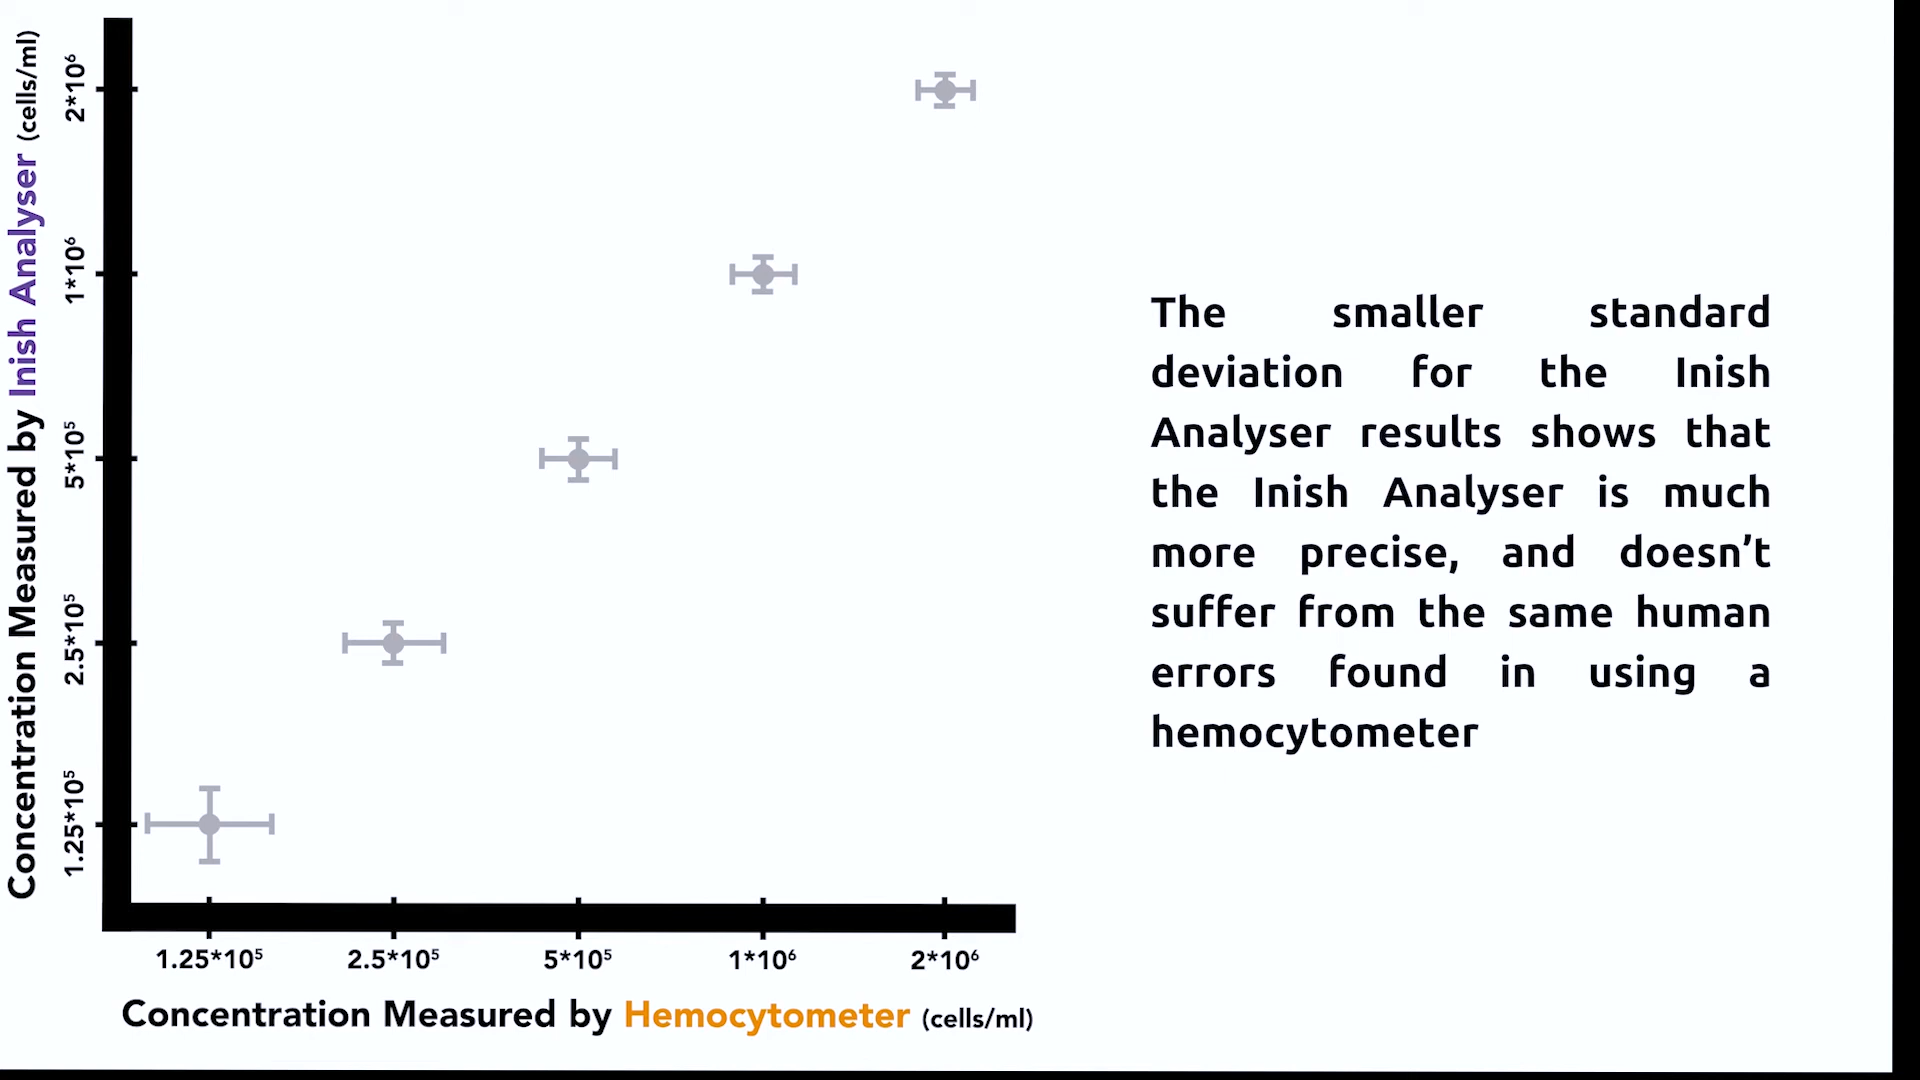 Concentration Measured by Inish Analyser (cells/ml)
2*10⁶
1*10⁶
5*10⁵
2.5*10⁵
1.25*10⁵
1.25*10⁵
2.5*10⁵
5*10⁵
1*10⁶
2*10⁶
Concentration Measured by Hemocytometer (cells/ml)
The smaller standard
deviation for the Inish
Analyser results shows that
the Inish Analyser is much
more precise, and doesn’t
suffer from the same human
errors found in using a
hemocytometer